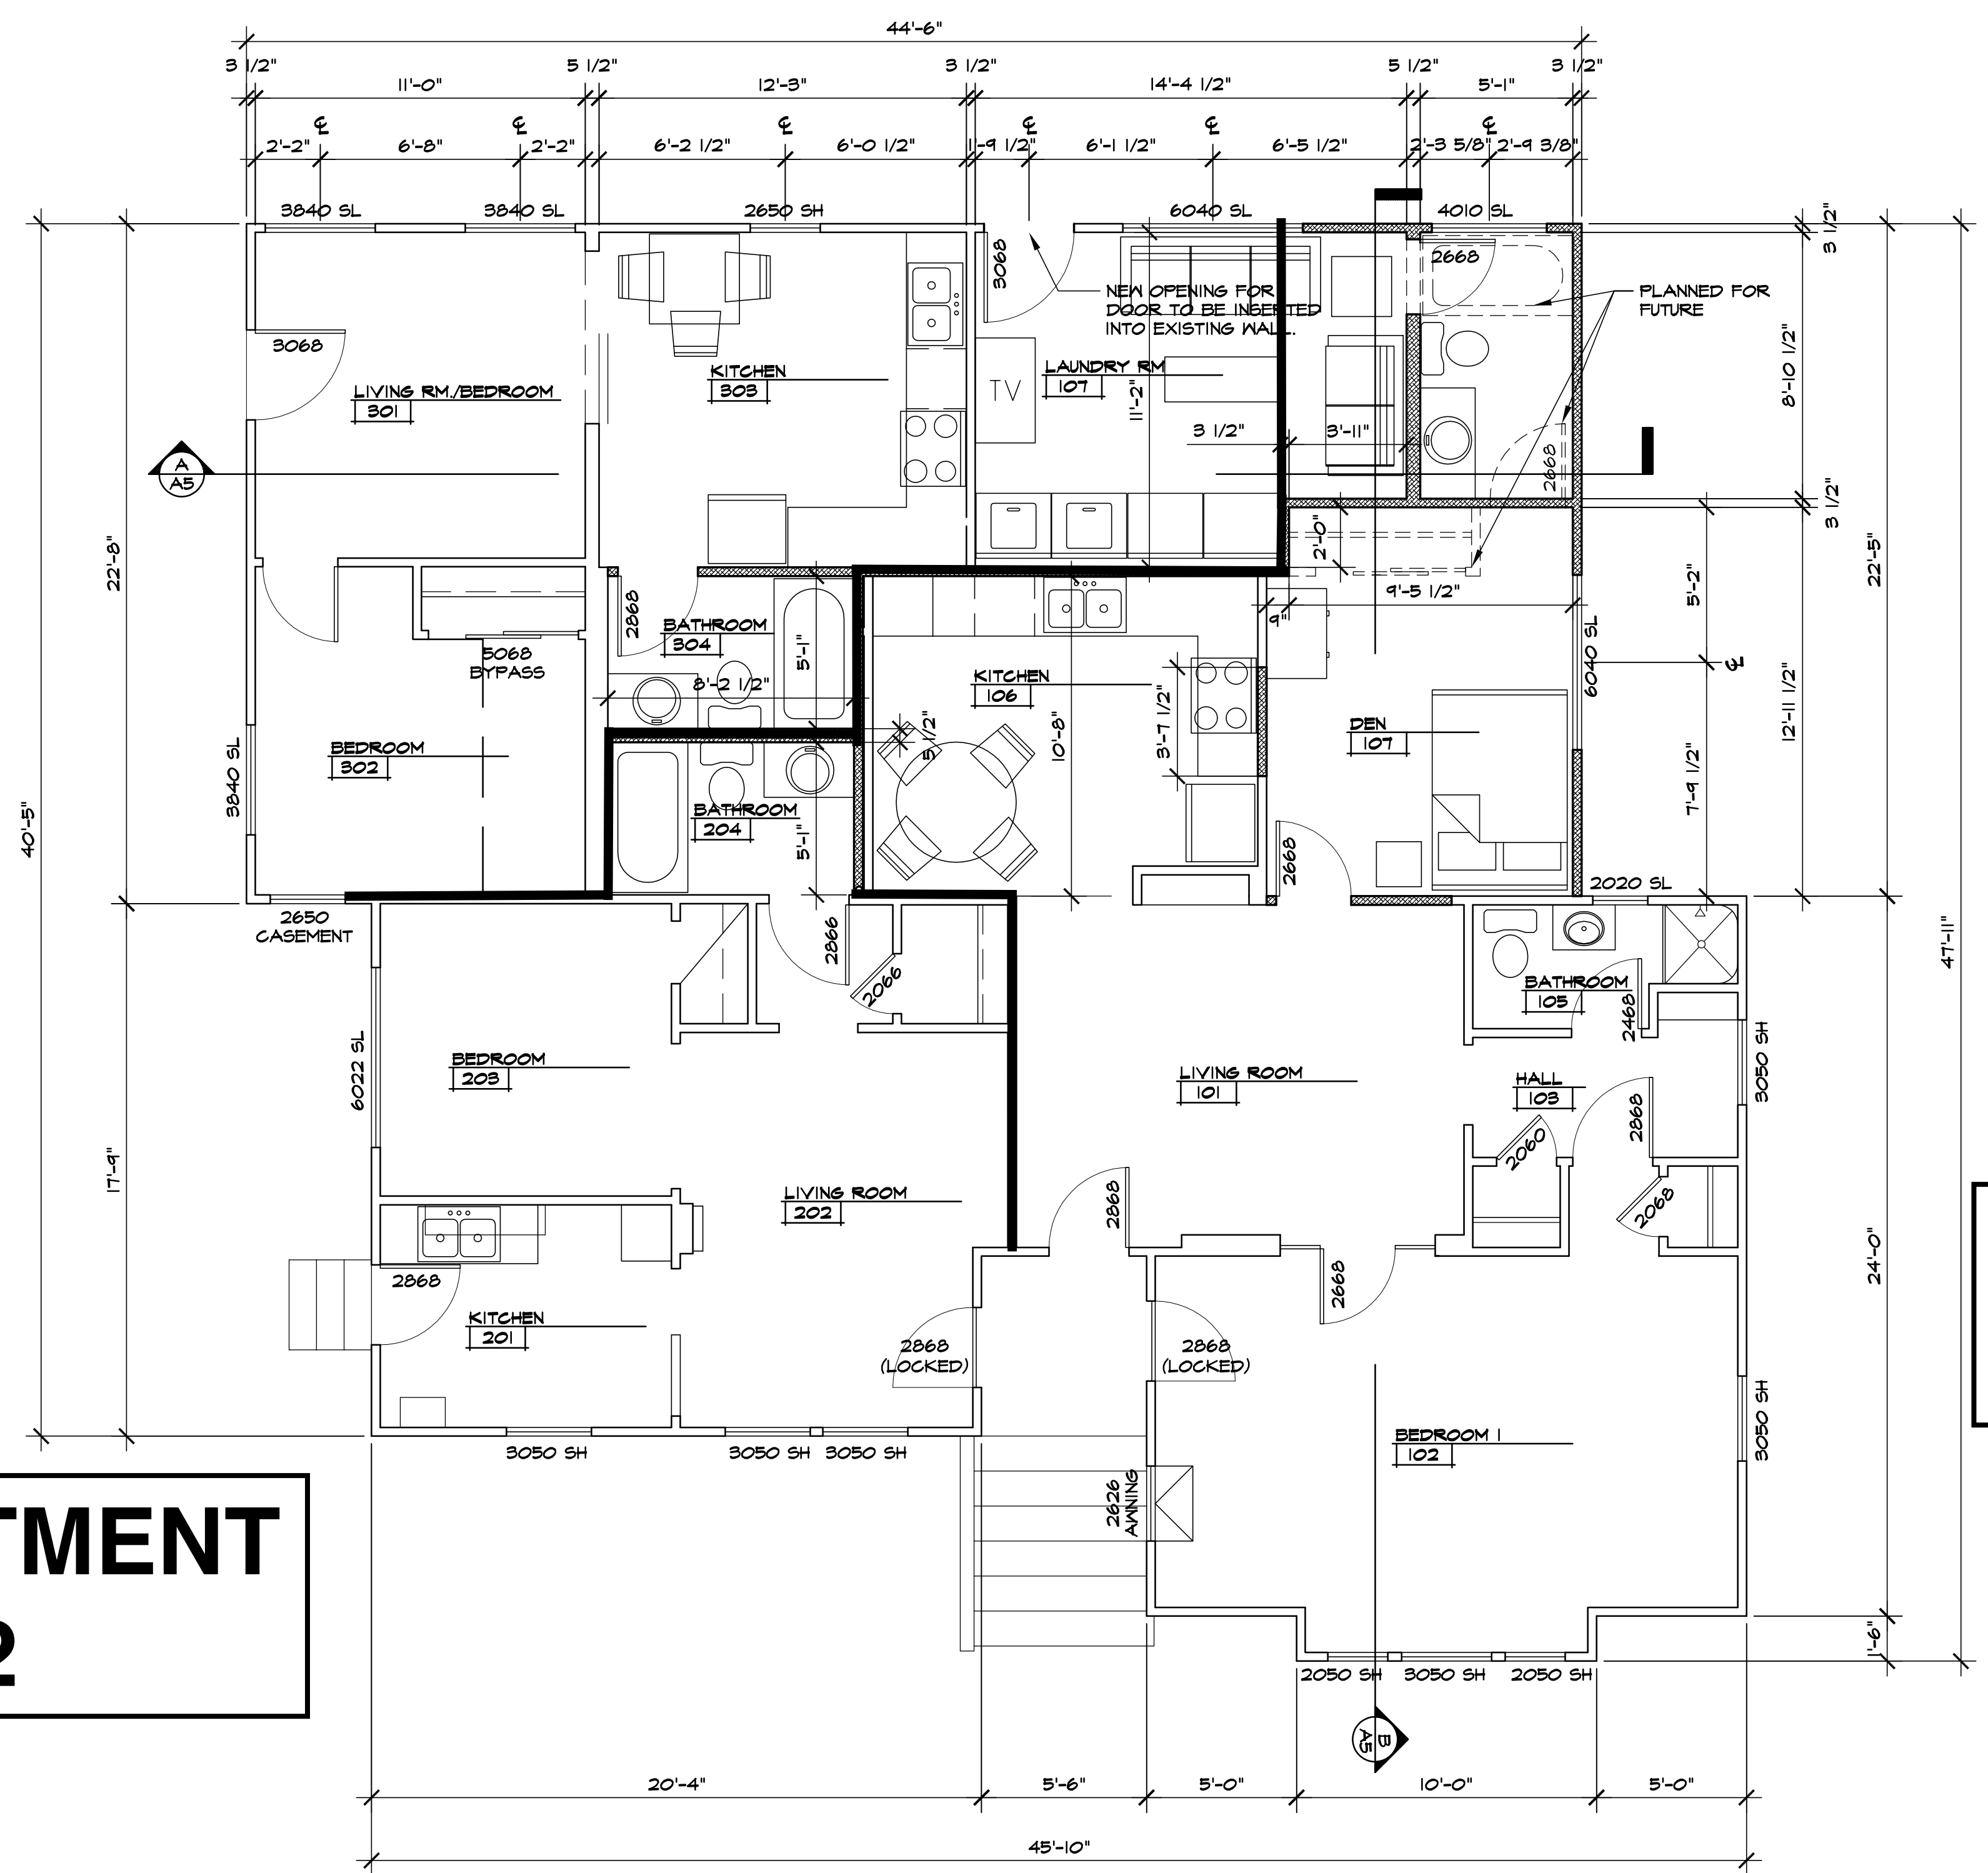 44'-6"
3 1/2"
5 1/2"
3 1/2"
5 1/2"
3 1/2"
11'-0"
12'-3"
14'-4 1/2"
5'-1"
℄
℄
℄
℄
℄
℄
2'-2"
6'-8"
2'-2"
6'-2 1/2"
6'-0 1/2"
1'-9 1/2"
6'-1 1/2"
6'-5 1/2"
2'-3 5/8"
2'-9 3/8"
3840 SL
3840 SL
2650 SH
6040 SL
4010 SL
3 1/2"
3068
2668
NEW OPENING FOR
DOOR TO BE INSERTED
INTO EXISTING WALL.
PLANNED FOR
FUTURE
3068
LIVING RM./BEDROOM
301
KITCHEN
303
TV
LAUNDRY RM
107
11'-2"
8'-10 1/2"
3 1/2"
3'-11"
A
A5
2668
3 1/2"
22'-8"
2'-0"
22'-5"
9'-5 1/2"
9"
5'-2"
2868
BATHROOM
304
5'-1"
8'-2 1/2"
5068
BYPASS
KITCHEN
106
6040 SL
℄
5 1/2"
10'-8"
3'-7 1/2"
DEN
107
12'-11 1/2"
7'-9 1/2"
BEDROOM
302
3840 SL
BATHROOM
204
5'-1"
40'-5"
2668
2020 SL
2650
CASEMENT
2866
2066
BATHROOM
105
2468
47'-11"
BEDROOM
203
6022 SL
LIVING ROOM
101
HALL
103
3050 SH
2868
2060
17'-9"
LIVING ROOM
202
2868
2068
24'-0"
2868
2668
KITCHEN
201
2868
(LOCKED)
2868
(LOCKED)
BEDROOM 1
102
3050 SH
3050 SH
3050 SH
3050 SH
2626
AWNING
TMENT
2
1'-6"
2050 SH
3050 SH
2050 SH
B
A5
20'-4"
5'-6"
5'-0"
10'-0"
5'-0"
45'-10"